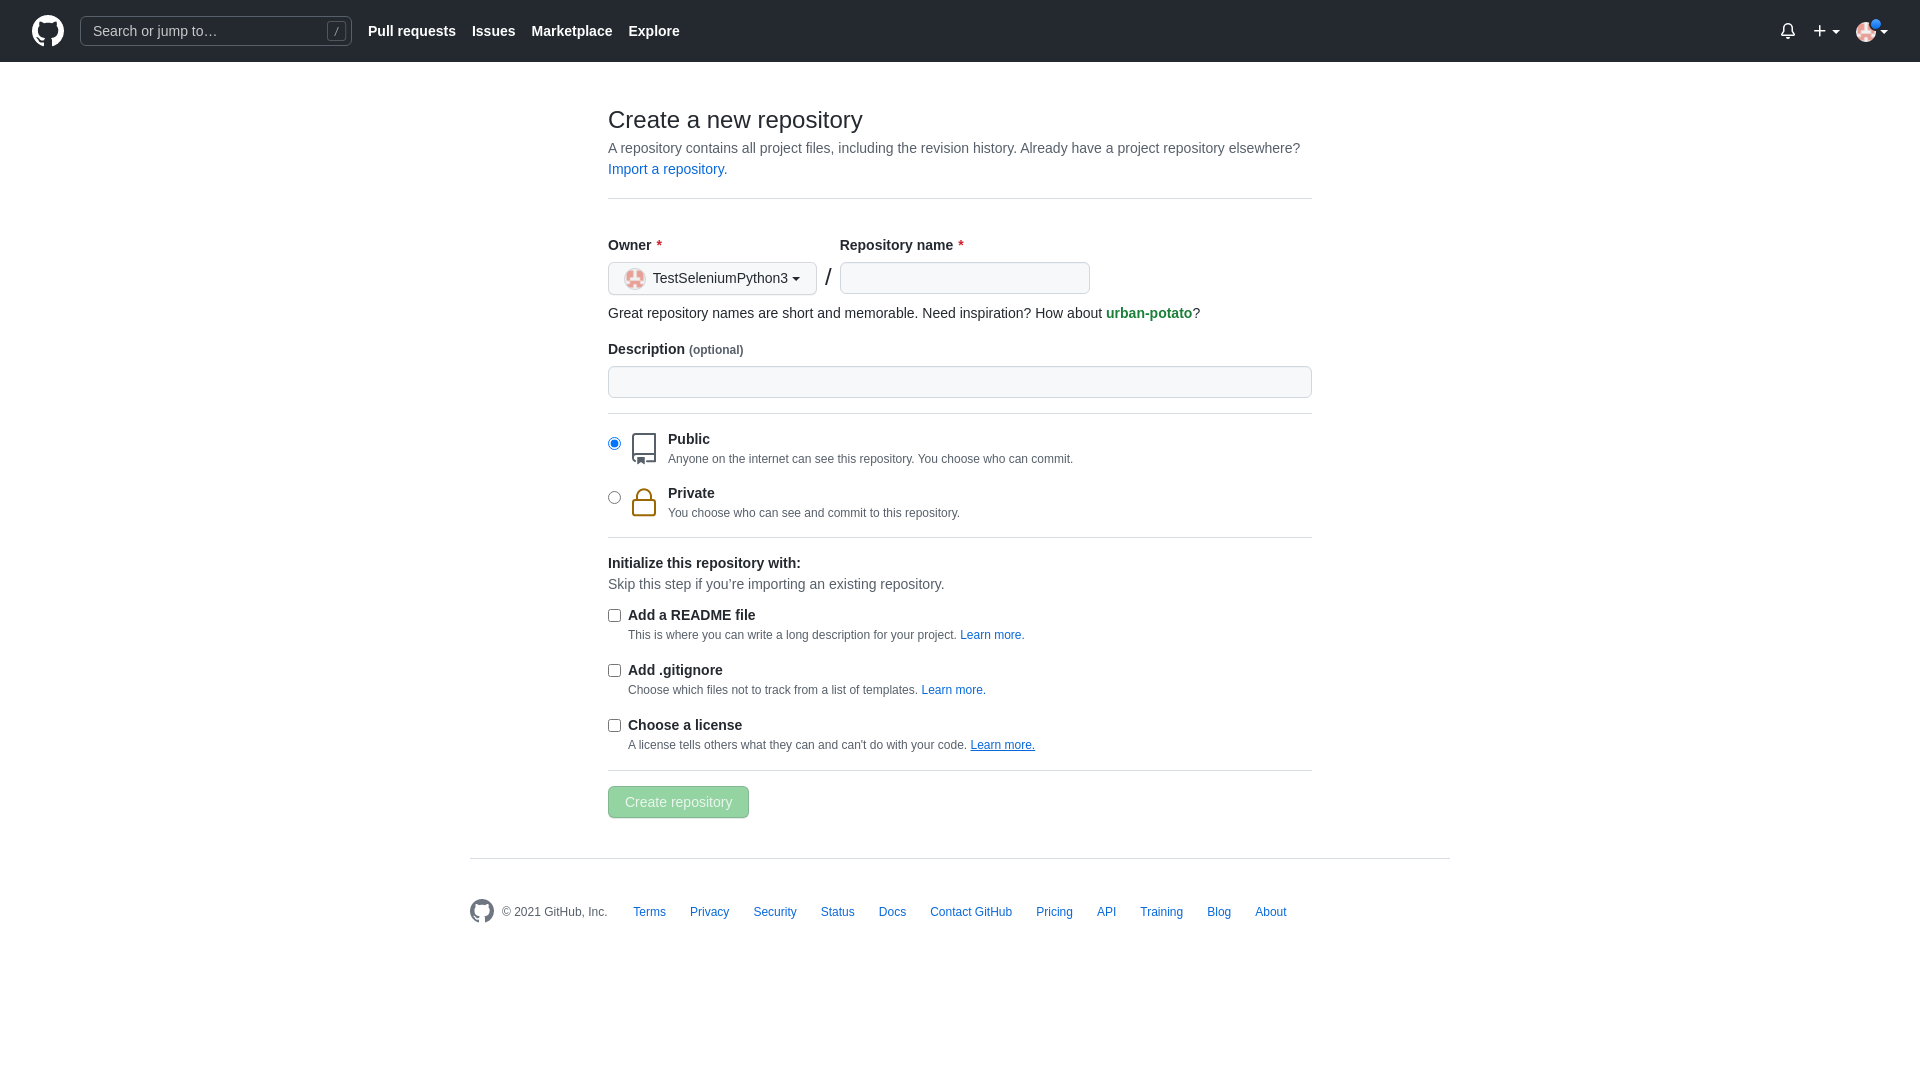 Search or jump to… /
Pull requests Issues Marketplace Explore
Create a new repository
A repository contains all project files, including the revision history. Already have a project repository elsewhere?
Import a repository.
Owner * Repository name *
TestSeleniumPython3 /
Great repository names are short and memorable. Need inspiration? How about urban-potato?
Description (optional)
Public
Anyone on the internet can see this repository. You choose who can commit.
Private
You choose who can see and commit to this repository.
Initialize this repository with:
Skip this step if you’re importing an existing repository.
Add a README file
This is where you can write a long description for your project. Learn more.
Add .gitignore
Choose which files not to track from a list of templates. Learn more.
Choose a license
A license tells others what they can and can't do with your code. Learn more.
Create repository
© 2021 GitHub, Inc. Terms Privacy Security Status Docs Contact GitHub Pricing API Training Blog About